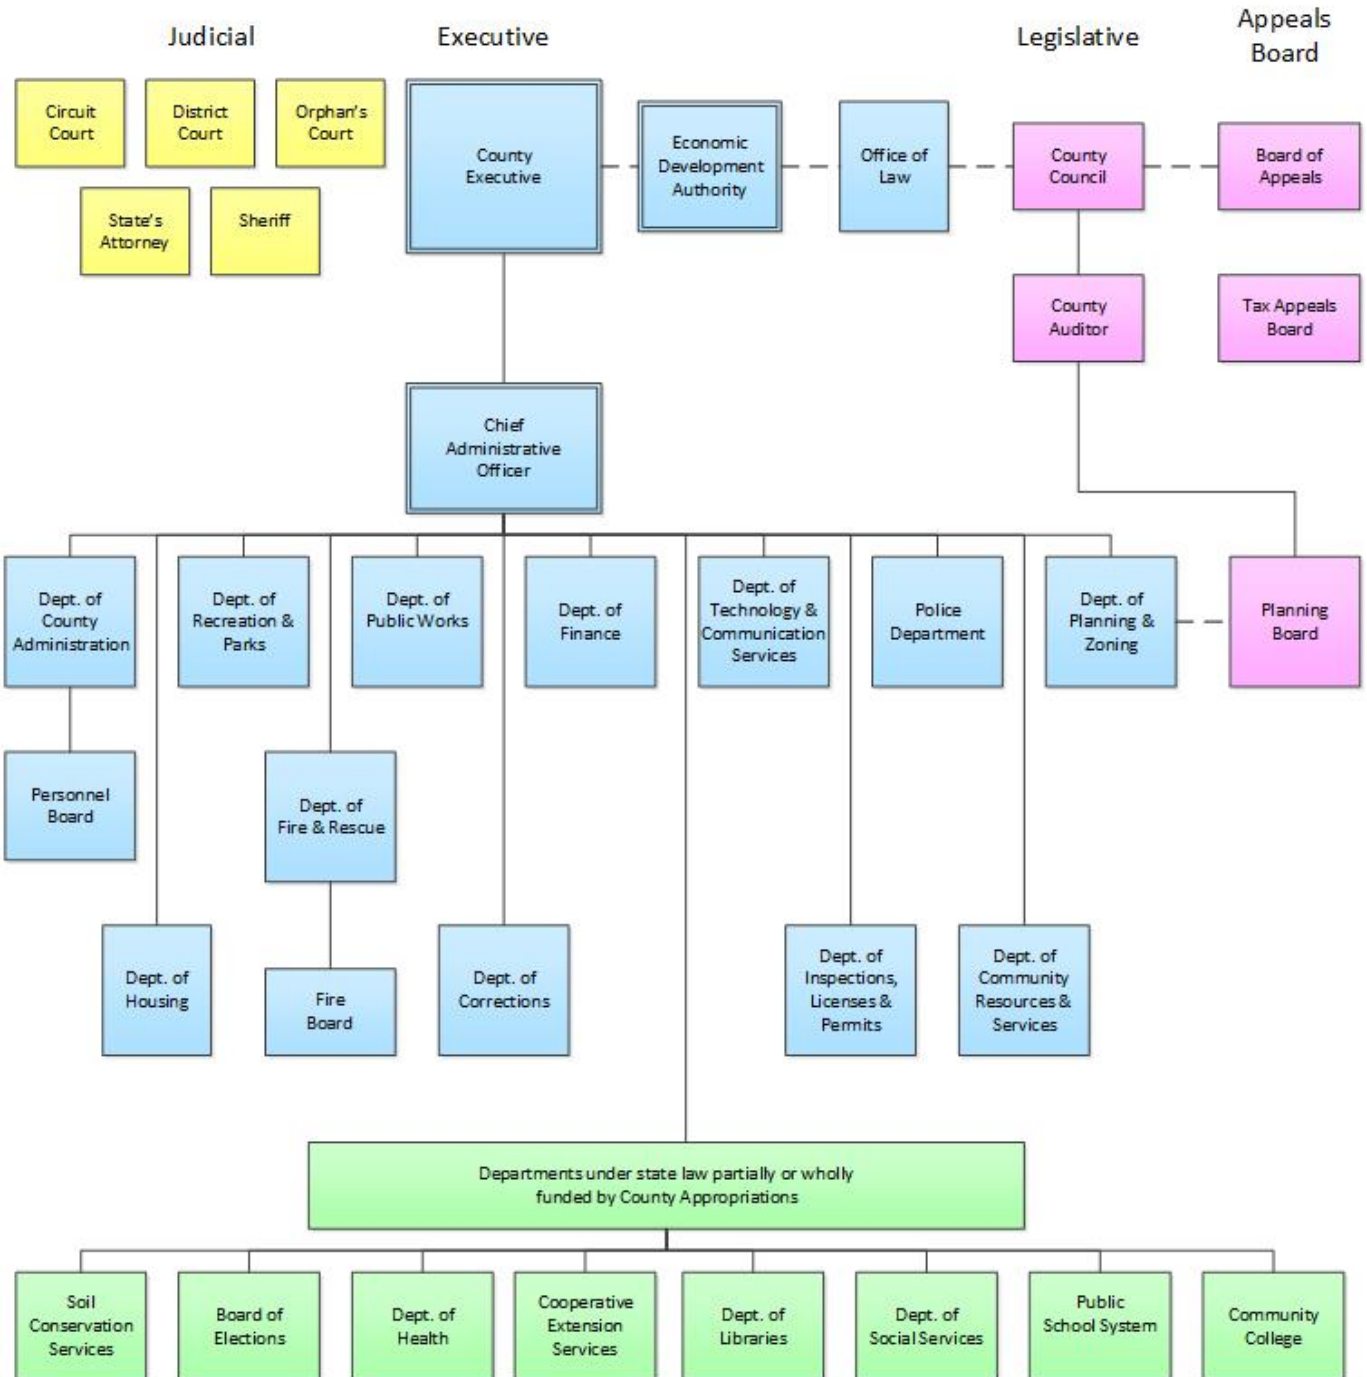 Judicial
Executive
Legislative
Appeals
Board
Circuit
Court
District
Court
Orphan's
Court
State's
Attorney
Sheriff
County
Executive
Economic
Development
Authority
Office of
Law
County
Council
Board of
Appeals
County
Auditor
Tax Appeals
Board
Chief
Administrative
Officer
Dept. of
County
Administration
Dept. of
Recreation &
Parks
Dept. of
Public Works
Dept. of
Finance
Dept. of
Technology &
Communication
Services
Police
Department
Dept. of
Planning &
Zoning
Planning
Board
Personnel
Board
Dept. of
Fire & Rescue
Dept. of
Housing
Fire
Board
Dept. of
Corrections
Dept. of
Inspections,
Licenses &
Permits
Dept. of
Community
Resources &
Services
Departments under state law partially or wholly
funded by County Appropriations
Soil
Conservation
Services
Board of
Elections
Dept. of
Health
Cooperative
Extension
Services
Dept. of
Libraries
Dept. of
Social Services
Public
School System
Community
College